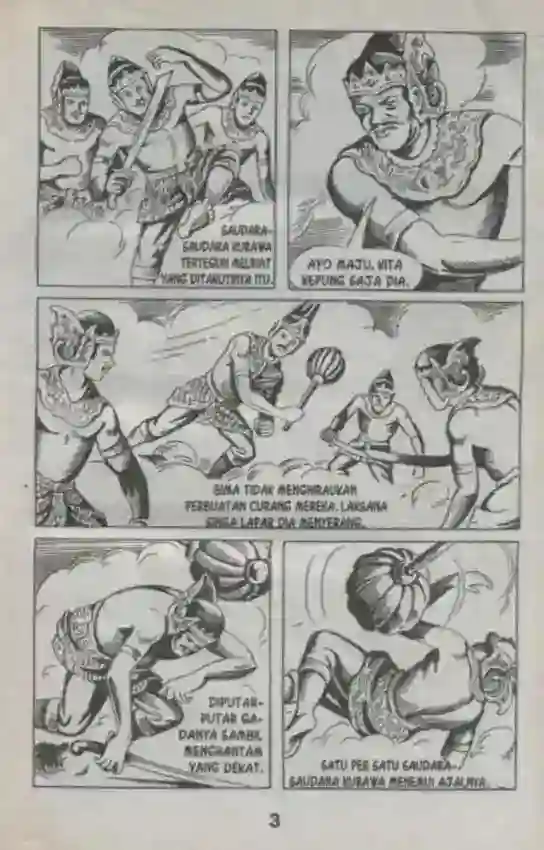 SAUDARA-
SAUDARA KURAWA
TERTEGUN MELIHAT
YANG DITAKUTNYA ITU.
AYO MAJU, KITA
KEPUNG SAJA DIA.
BIMA TIDAK MENGHIRAUKAN
PERBUATAN CURANG MEREKA. LAKSANA
SINGA LAPAR DIA MENYERANG.
DIPUTAR-
PUTAR GA-
DANYA SAMBIL
MENGHANTAM
YANG DEKAT.
SATU PER SATU SAUDARA-
SAUDARA KURAWA MENEMUI AJALNYA.
3